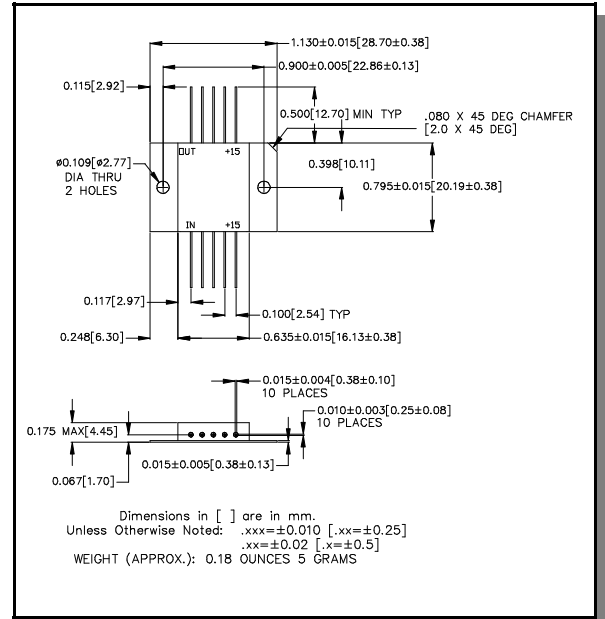 1.130±0.015[28.70±0.38]
0.900±0.005[22.86±0.13]
0.115[2.92]
0.500[12.70] MIN TYP
.080 X 45 DEG CHAMFER
[2.0 X 45 DEG]
OUT +15
0.398[10.11]
ø0.109[ø2.77]
DIA THRU
2 HOLES
0.795±0.015[20.19±0.38]
IN +15
0.117[2.97]
0.100[2.54] TYP
0.248[6.30]
0.635±0.015[16.13±0.38]
0.015±0.004[0.38±0.10]
10 PLACES
0.010±0.003[0.25±0.08]
10 PLACES
0.175 MAX[4.45]
0.015±0.005[0.38±0.13]
0.067[1.70]
Dimensions in [ ] are in mm.
Unless Otherwise Noted: .xxx=±0.010 [.xx=±0.25]
.xx=±0.02 [.x=±0.5]
WEIGHT (APPROX.): 0.18 OUNCES 5 GRAMS